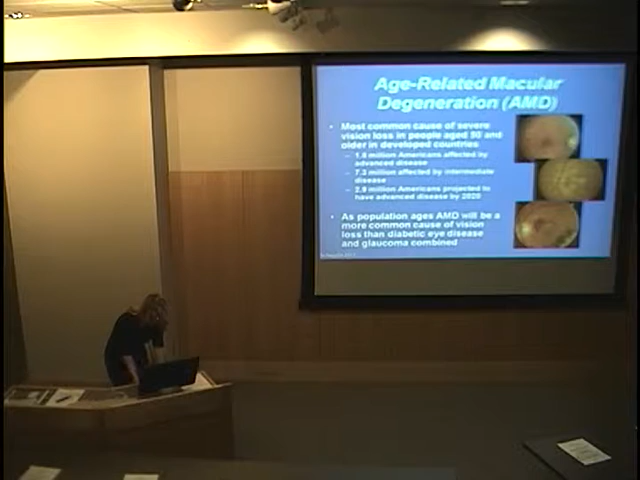 Age-Related Macular
Degeneration (AMD)
• Most common cause of severe
vision loss in people aged 50 and
older in developed countries
– 1.8 million Americans affected by
advanced disease
– 7.3 million affected by intermediate
disease
– 2.9 million Americans projected to
have advanced disease by 2020
• As population ages AMD will be a
more common cause of vision
loss than diabetic eye disease
and glaucoma combined